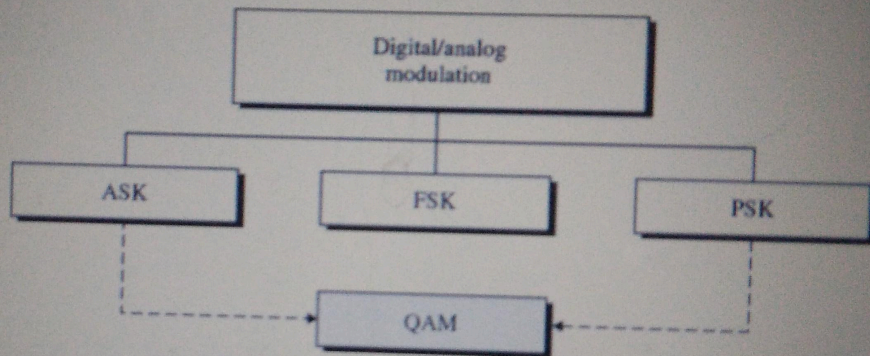 Digital/analog
modulation
ASK
FSK
PSK
QAM